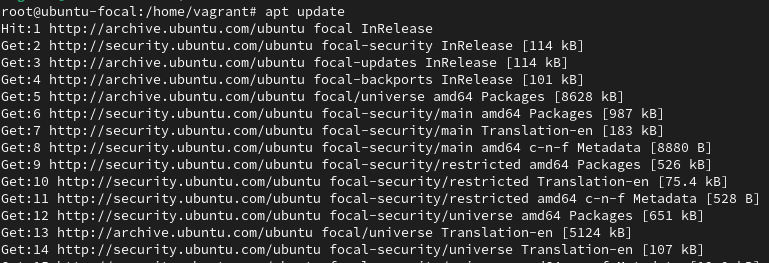 root@ubuntu-focal:/home/vagrant# apt update
Hit:1 http://archive.ubuntu.com/ubuntu focal InRelease
Get:2 http://security.ubuntu.com/ubuntu focal-security InRelease [114 kB]
Get:3 http://archive.ubuntu.com/ubuntu focal-updates InRelease [114 kB]
Get:4 http://archive.ubuntu.com/ubuntu focal-backports InRelease [101 kB]
Get:5 http://archive.ubuntu.com/ubuntu focal/universe amd64 Packages [8628 kB]
Get:6 http://security.ubuntu.com/ubuntu focal-security/main amd64 Packages [987 kB]
Get:7 http://security.ubuntu.com/ubuntu focal-security/main Translation-en [183 kB]
Get:8 http://security.ubuntu.com/ubuntu focal-security/main amd64 c-n-f Metadata [8880 B]
Get:9 http://security.ubuntu.com/ubuntu focal-security/restricted amd64 Packages [526 kB]
Get:10 http://security.ubuntu.com/ubuntu focal-security/restricted Translation-en [75.4 kB]
Get:11 http://security.ubuntu.com/ubuntu focal-security/restricted amd64 c-n-f Metadata [528 B]
Get:12 http://security.ubuntu.com/ubuntu focal-security/universe amd64 Packages [651 kB]
Get:13 http://archive.ubuntu.com/ubuntu focal/universe Translation-en [5124 kB]
Get:14 http://security.ubuntu.com/ubuntu focal-security/universe Translation-en [107 kB]